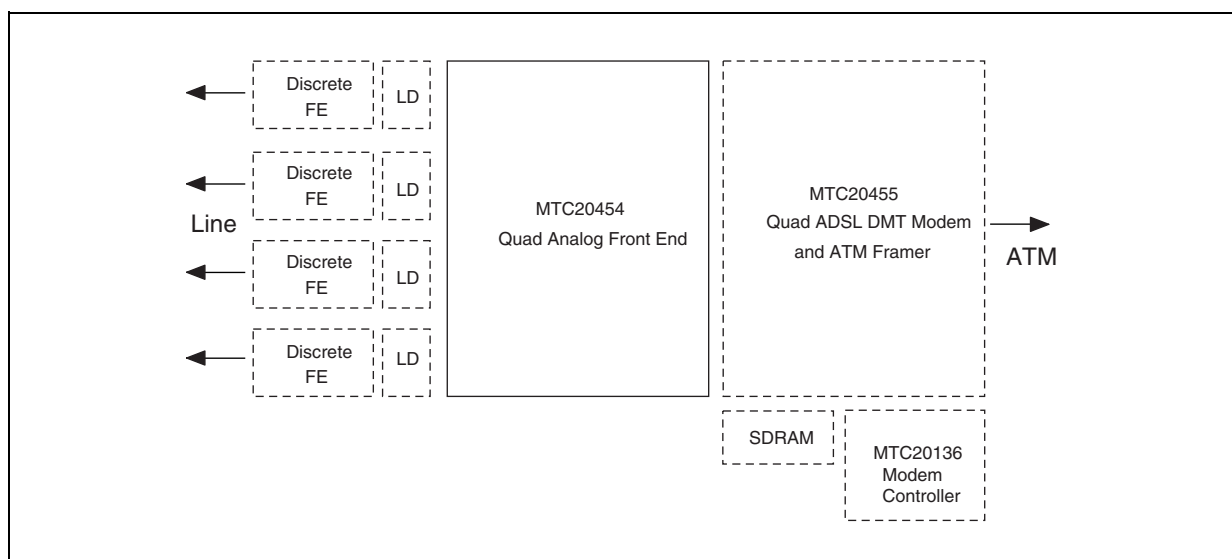 Discrete
FE
LD
Discrete
FE
LD
Line
Discrete
FE
LD
Discrete
FE
LD
MTC20454
Quad Analog Front End
MTC20455
Quad ADSL DMT Modem
and ATM Framer
ATM
SDRAM
MTC20136
Modem
Controller